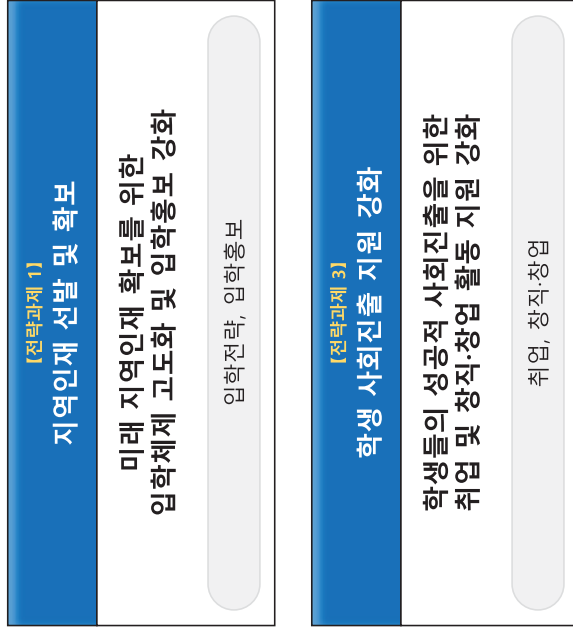 [전략과제 1]
지역인재 선발 및 확보
미래 지역인재 확보를 위한
입학체제 고도화 및 입학홍보 강화
입학전략, 입학홍보
[전략과제 3]
학생 사회진출 지원 강화
학생들의 성공적 사회진출을 위한
취업 및 창직·창업 활동 지원 강화
취업, 창직·창업